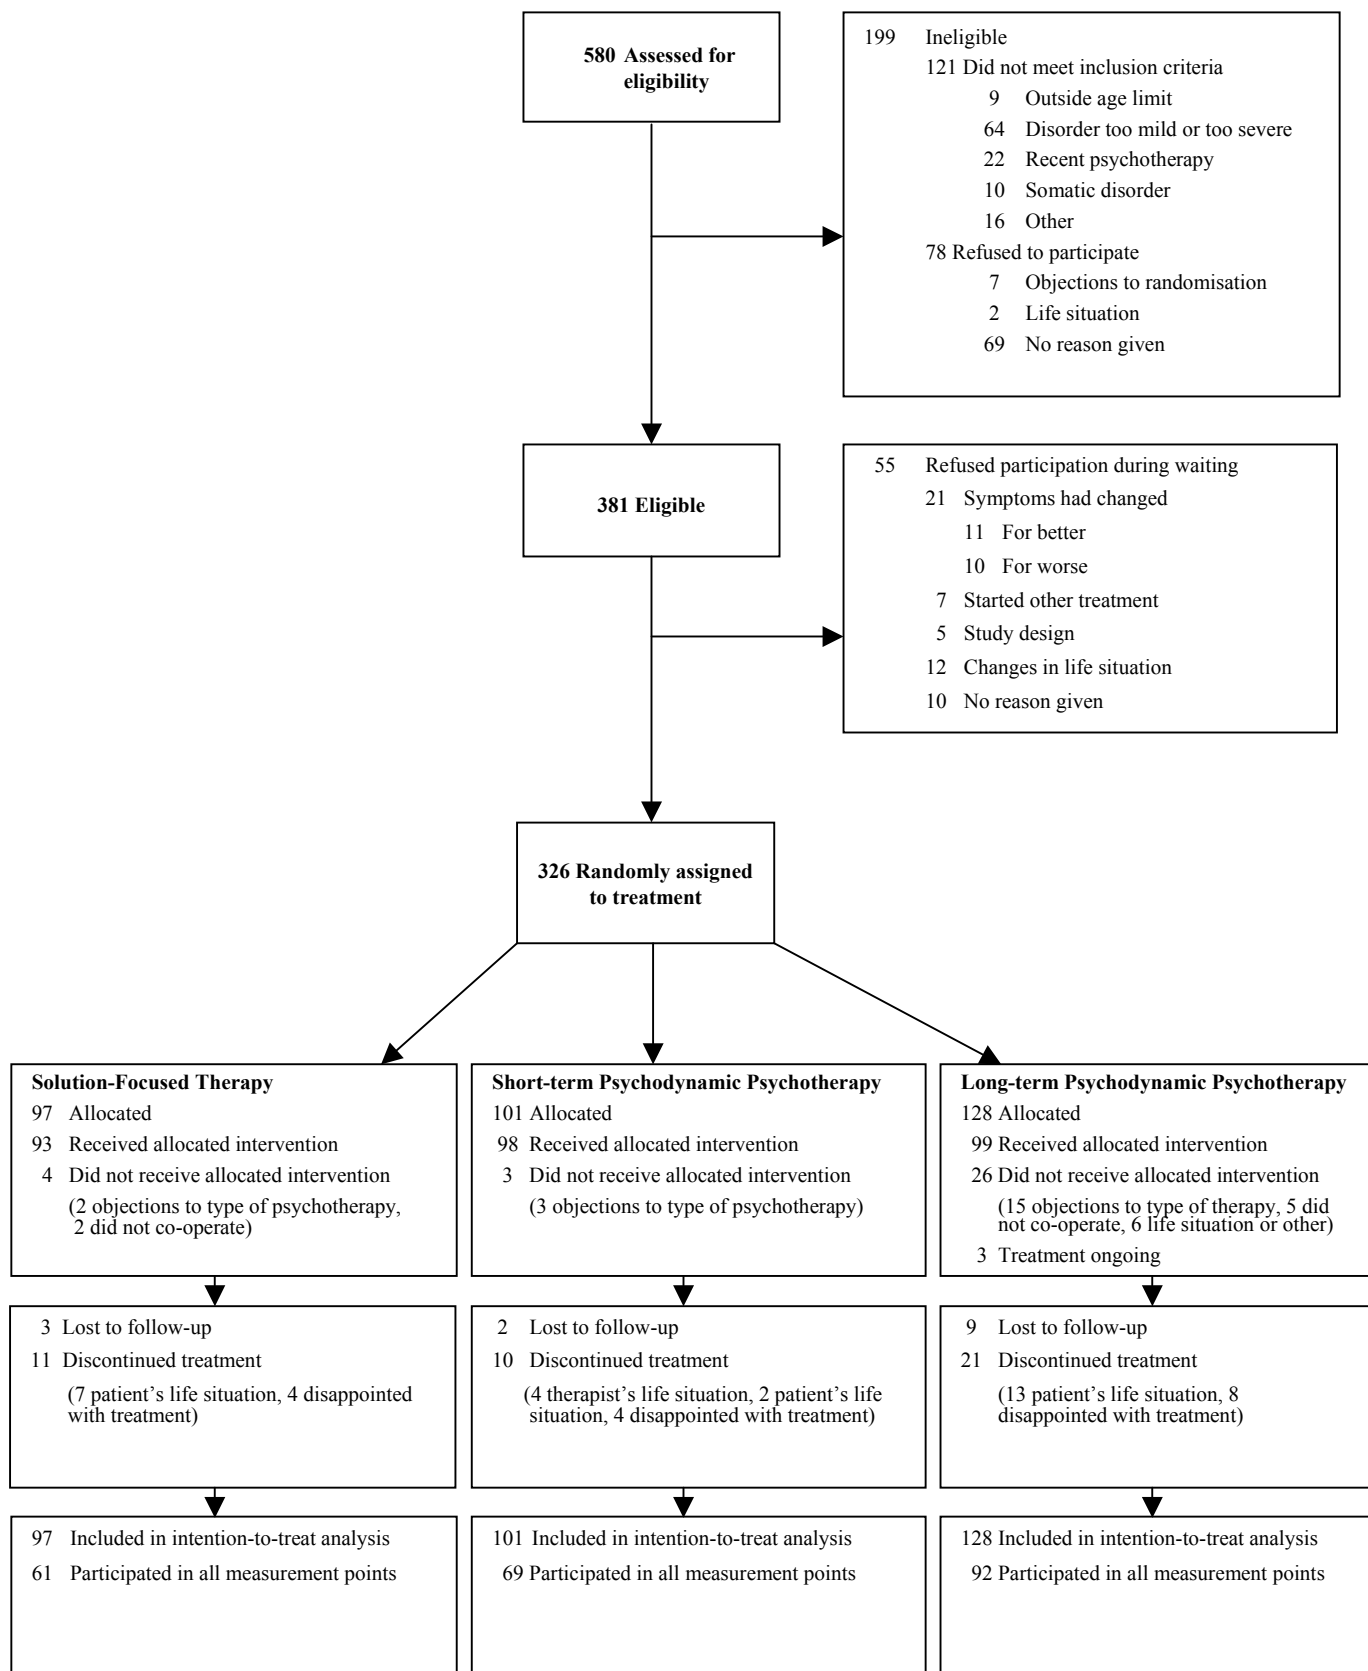 580 Assessed for
eligibility
199 Ineligible
121 Did not meet inclusion criteria
9 Outside age limit
64 Disorder too mild or too severe
22 Recent psychotherapy
10 Somatic disorder
16 Other
78 Refused to participate
7 Objections to randomisation
2 Life situation
69 No reason given
381 Eligible
55 Refused participation during waiting
21 Symptoms had changed
11 For better
10 For worse
7 Started other treatment
5 Study design
12 Changes in life situation
10 No reason given
326 Randomly assigned
to treatment
Solution-Focused Therapy
97 Allocated
93 Received allocated intervention
4 Did not receive allocated intervention
(2 objections to type of psychotherapy,
2 did not co-operate)
Short-term Psychodynamic Psychotherapy
101 Allocated
98 Received allocated intervention
3 Did not receive allocated intervention
(3 objections to type of psychotherapy)
Long-term Psychodynamic Psychotherapy
128 Allocated
99 Received allocated intervention
26 Did not receive allocated intervention
(15 objections to type of therapy, 5 did
not co-operate, 6 life situation or other)
3 Treatment ongoing
3 Lost to follow-up
11 Discontinued treatment
(7 patient’s life situation, 4 disappointed
with treatment)
2 Lost to follow-up
10 Discontinued treatment
(4 therapist’s life situation, 2 patient’s life
situation, 4 disappointed with treatment)
9 Lost to follow-up
21 Discontinued treatment
(13 patient’s life situation, 8
disappointed with treatment)
97 Included in intention-to-treat analysis
61 Participated in all measurement points
101 Included in intention-to-treat analysis
69 Participated in all measurement points
128 Included in intention-to-treat analysis
92 Participated in all measurement points